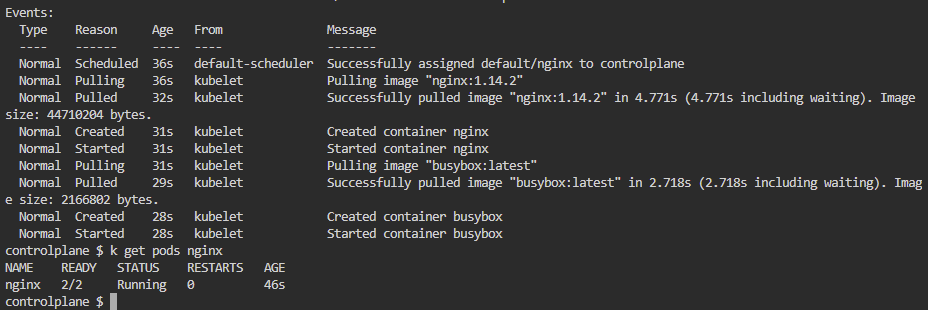 Events:
  Type    Reason     Age   From               Message
  ----    ------     ----  ----               -------
  Normal  Scheduled  36s   default-scheduler  Successfully assigned default/nginx to controlplane
  Normal  Pulling    36s   kubelet            Pulling image "nginx:1.14.2"
  Normal  Pulled     32s   kubelet            Successfully pulled image "nginx:1.14.2" in 4.771s (4.771s including waiting). Image
size: 44710204 bytes.
  Normal  Created    31s   kubelet            Created container nginx
  Normal  Started    31s   kubelet            Started container nginx
  Normal  Pulling    31s   kubelet            Pulling image "busybox:latest"
  Normal  Pulled     29s   kubelet            Successfully pulled image "busybox:latest" in 2.718s (2.718s including waiting). Imag
e size: 2166802 bytes.
  Normal  Created    28s   kubelet            Created container busybox
  Normal  Started    28s   kubelet            Started container busybox
controlplane $ k get pods nginx
NAME    READY   STATUS    RESTARTS   AGE
nginx   2/2     Running   0          46s
controlplane $